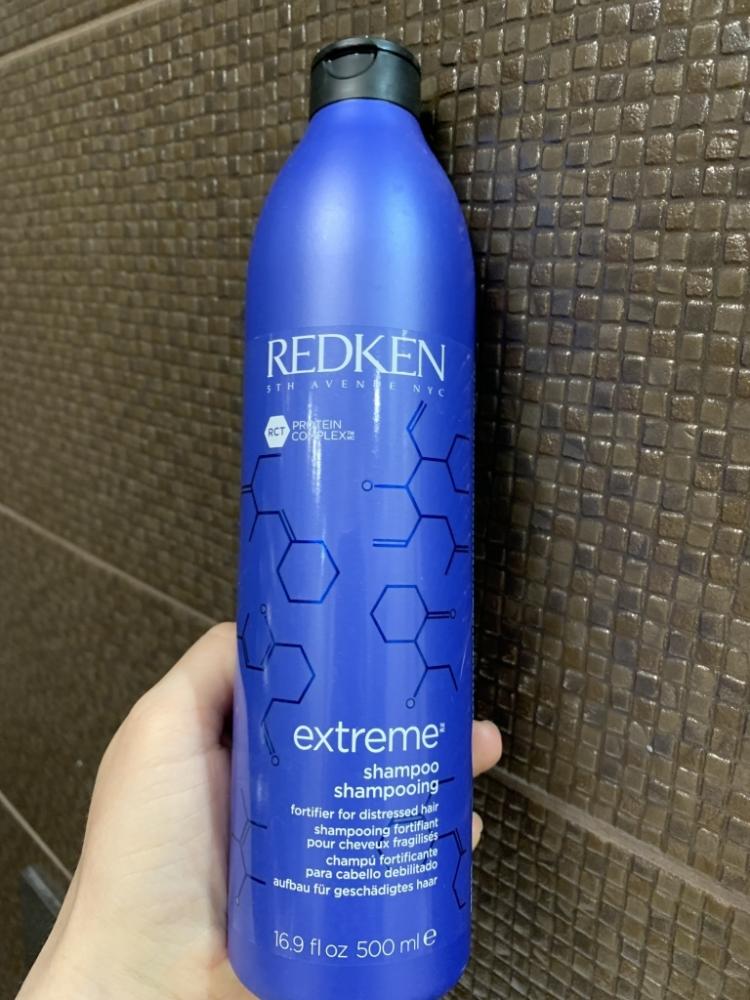 REDKEN
5TH AVENUE NYC
RCT
PROTEIN
COMPLEX
extreme
shampoo
shampooing
fortifier for distressed hair
shampooing fortifiant
pour cheveux fragilisés
champú fortificante
para cabello debilitado
aufbau für geschädigtes haar
16.9 fl oz 500 ml e